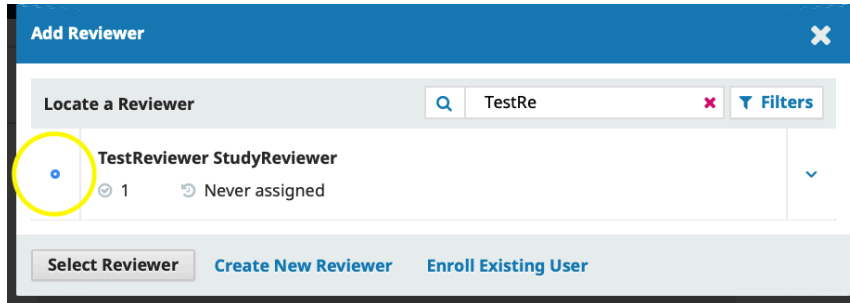 Add Reviewer
Locate a Reviewer
TestRe
Filters
TestReviewer StudyReviewer
1 Never assigned
Select Reviewer Create New Reviewer Enroll Existing User